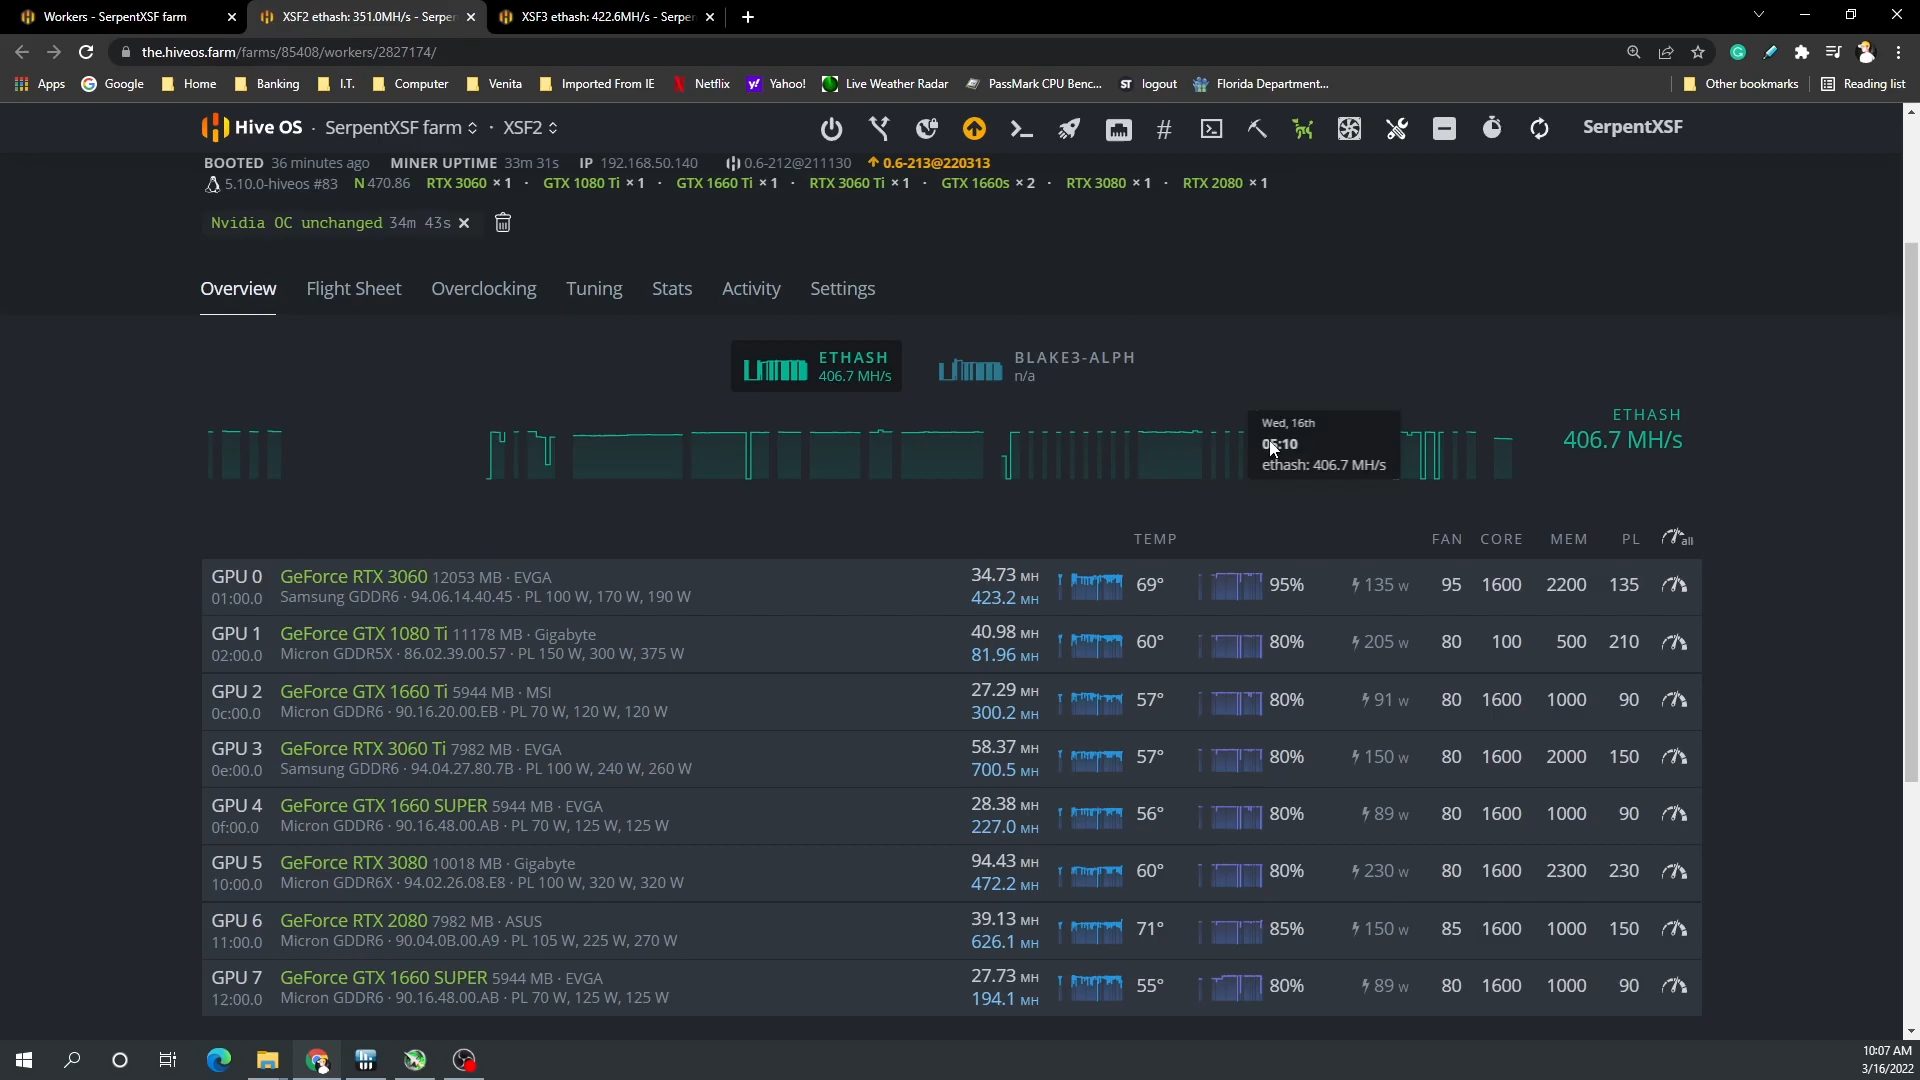 Workers - SerpentXSF farm
XSF2 ethash: 351.0MH/s - Serper
XSF3 ethash: 422.6MH/s - Serper
the.hiveos.farm/farms/85408/workers/2827174/
Apps Google Home Banking I.T. Computer Venita Imported From IE Netflix Yahoo! Live Weather Radar PassMark CPU Benc... ST logout Florida Department... Other bookmarks Reading list
Hive OS · SerpentXSF farm · XSF2 SerpentXSF
BOOTED 36 minutes ago MINER UPTIME 33m 31s IP 192.168.50.140 0.6-212@211130 0.6-213@220313
5.10.0-hiveos #83 N 470.86 RTX 3060 × 1 · GTX 1080 Ti × 1 · GTX 1660 Ti × 1 · RTX 3060 Ti × 1 · GTX 1660s × 2 · RTX 3080 × 1 · RTX 2080 × 1
Nvidia OC unchanged 34m 43s
Overview Flight Sheet Overclocking Tuning Stats Activity Settings
ETHASH
406.7 MH/s
BLAKE3-ALPH
n/a
Wed, 16th
ethash: 406.7 MH/s
ETHASH
406.7 MH/s
TEMP FAN CORE MEM PL all
GPU 0 GeForce RTX 3060 12053 MB · EVGA 34.73 MH 69° 95% 135 W 95 1600 2200 135
01:00.0 Samsung GDDR6 · 94.06.14.40.45 · PL 100 W, 170 W, 190 W 423.2 MH
GPU 1 GeForce GTX 1080 Ti 11178 MB · Gigabyte 40.98 MH 60° 80% 205 W 80 100 500 210
02:00.0 Micron GDDR5X · 86.02.39.00.57 · PL 150 W, 300 W, 375 W 81.96 MH
GPU 2 GeForce GTX 1660 Ti 5944 MB · MSI 27.29 MH 57° 80% 91 W 80 1600 1000 90
0c:00.0 Micron GDDR6 · 90.16.20.00.EB · PL 70 W, 120 W, 120 W 300.2 MH
GPU 3 GeForce RTX 3060 Ti 7982 MB · EVGA 58.37 MH 57° 80% 150 W 80 1600 2000 150
0e:00.0 Samsung GDDR6 · 94.04.27.80.7B · PL 100 W, 240 W, 260 W 700.5 MH
GPU 4 GeForce GTX 1660 SUPER 5944 MB · EVGA 28.38 MH 56° 80% 89 W 80 1600 1000 90
0f:00.0 Micron GDDR6 · 90.16.48.00.AB · PL 70 W, 125 W, 125 W 227.0 MH
GPU 5 GeForce RTX 3080 10018 MB · Gigabyte 94.43 MH 60° 80% 230 W 80 1600 2300 230
10:00.0 Micron GDDR6X · 94.02.26.08.E8 · PL 100 W, 320 W, 320 W 472.2 MH
GPU 6 GeForce RTX 2080 7982 MB · ASUS 39.13 MH 71° 85% 150 W 85 1600 1000 150
11:00.0 Micron GDDR6 · 90.04.0B.00.A9 · PL 105 W, 225 W, 270 W 626.1 MH
GPU 7 GeForce GTX 1660 SUPER 5944 MB · EVGA 27.73 MH 55° 80% 89 W 80 1600 1000 90
12:00.0 Micron GDDR6 · 90.16.48.00.AB · PL 70 W, 125 W, 125 W 194.1 MH
10:07 AM
3/16/2022